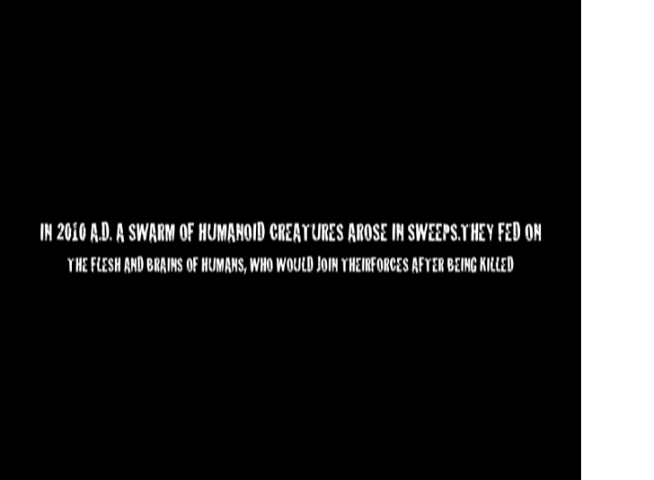 IN 2010 A.D. A SWARM OF HUMANOID CREATURES AROSE IN SWEEPS.THEY FED ON
THE FLESH AND BRAINS OF HUMANS, WHO WOULD JOIN THEIRFORCES AFTER BEING KILLED